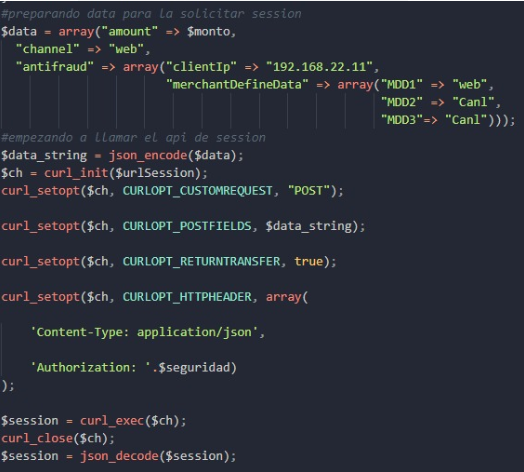 #preparando data para la solicitar session
$data = array("amount" => $monto,
"channel" => "web",
"antifraud" => array("clientIp" => "192.168.22.11",
"merchantDefineData" => array("MDD1" => "web",
"MDD2" => "Canl",
"MDD3"=> "Canl")));
#empezando a llamar el api de session
$data_string = json_encode($data);
$ch = curl_init($urlSession);
curl_setopt($ch, CURLOPT_CUSTOMREQUEST, "POST");
curl_setopt($ch, CURLOPT_POSTFIELDS, $data_string);
curl_setopt($ch, CURLOPT_RETURNTRANSFER, true);
curl_setopt($ch, CURLOPT_HTTPHEADER, array(
'Content-Type: application/json',
'Authorization: '.$seguridad)
);
$session = curl_exec($ch);
curl_close($ch);
$session = json_decode($session);